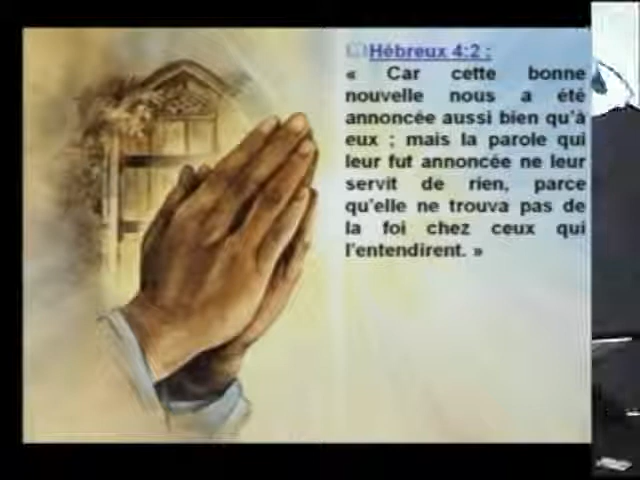 Hébreux 4:2 :
« Car cette bonne
nouvelle nous a été
annoncée aussi bien qu'à
eux ; mais la parole qui
leur fut annoncée ne leur
servit de rien, parce
qu'elle ne trouva pas de
la foi chez ceux qui
l'entendirent. »